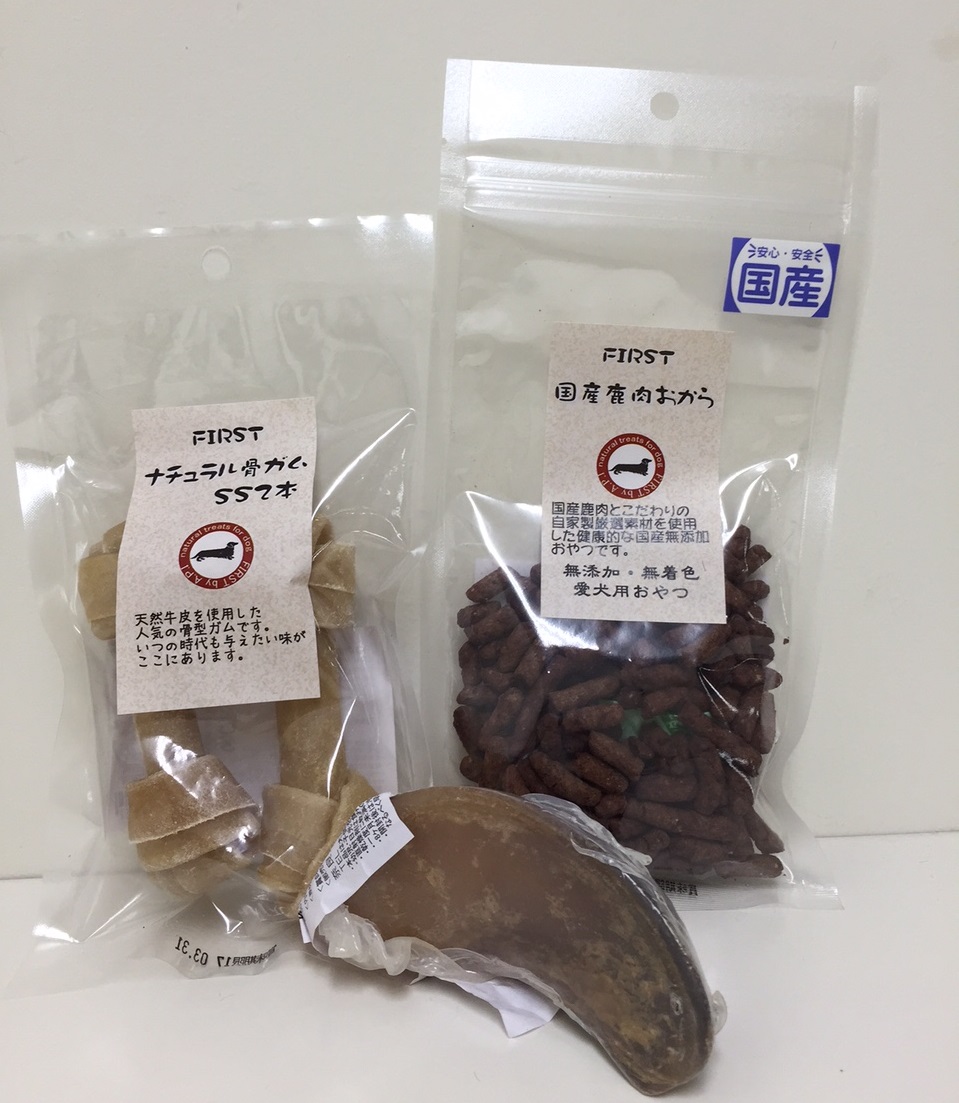 FIRST
ナチュラル骨ガム
SS2本
natural treats for dog
FIRST by A.P.I
天然牛皮を使用した
人気の骨型ガムです。
いつの時代も与えたい味が
ここにあります。
17 03.31
安心・安全
国産
FIRST
国産鹿肉おから
natural treats for dog
FIRST by A.P.I
国産鹿肉とこだわりの
自家製厳選素材を使用
した健康的な国産無添加
おやつです。
無添加・無着色
愛犬用おやつ